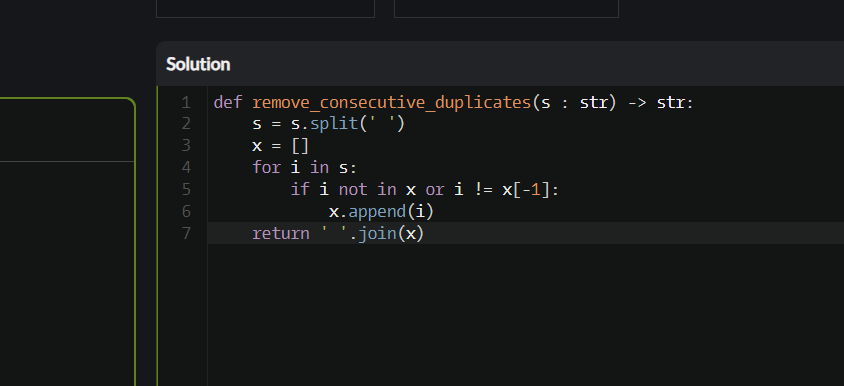 Solution
1 def remove_consecutive_duplicates(s : str) -> str:
2     s = s.split(' ')
3     x = []
4     for i in s:
5         if i not in x or i != x[-1]:
6             x.append(i)
7     return ' '.join(x)